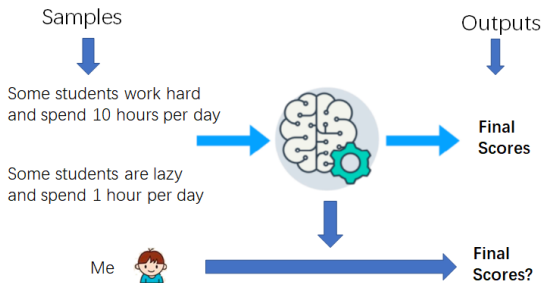 Samples
Outputs
Some students work hard
and spend 10 hours per day
Final
Scores
Some students are lazy
and spend 1 hour per day
Me
Final
Scores?